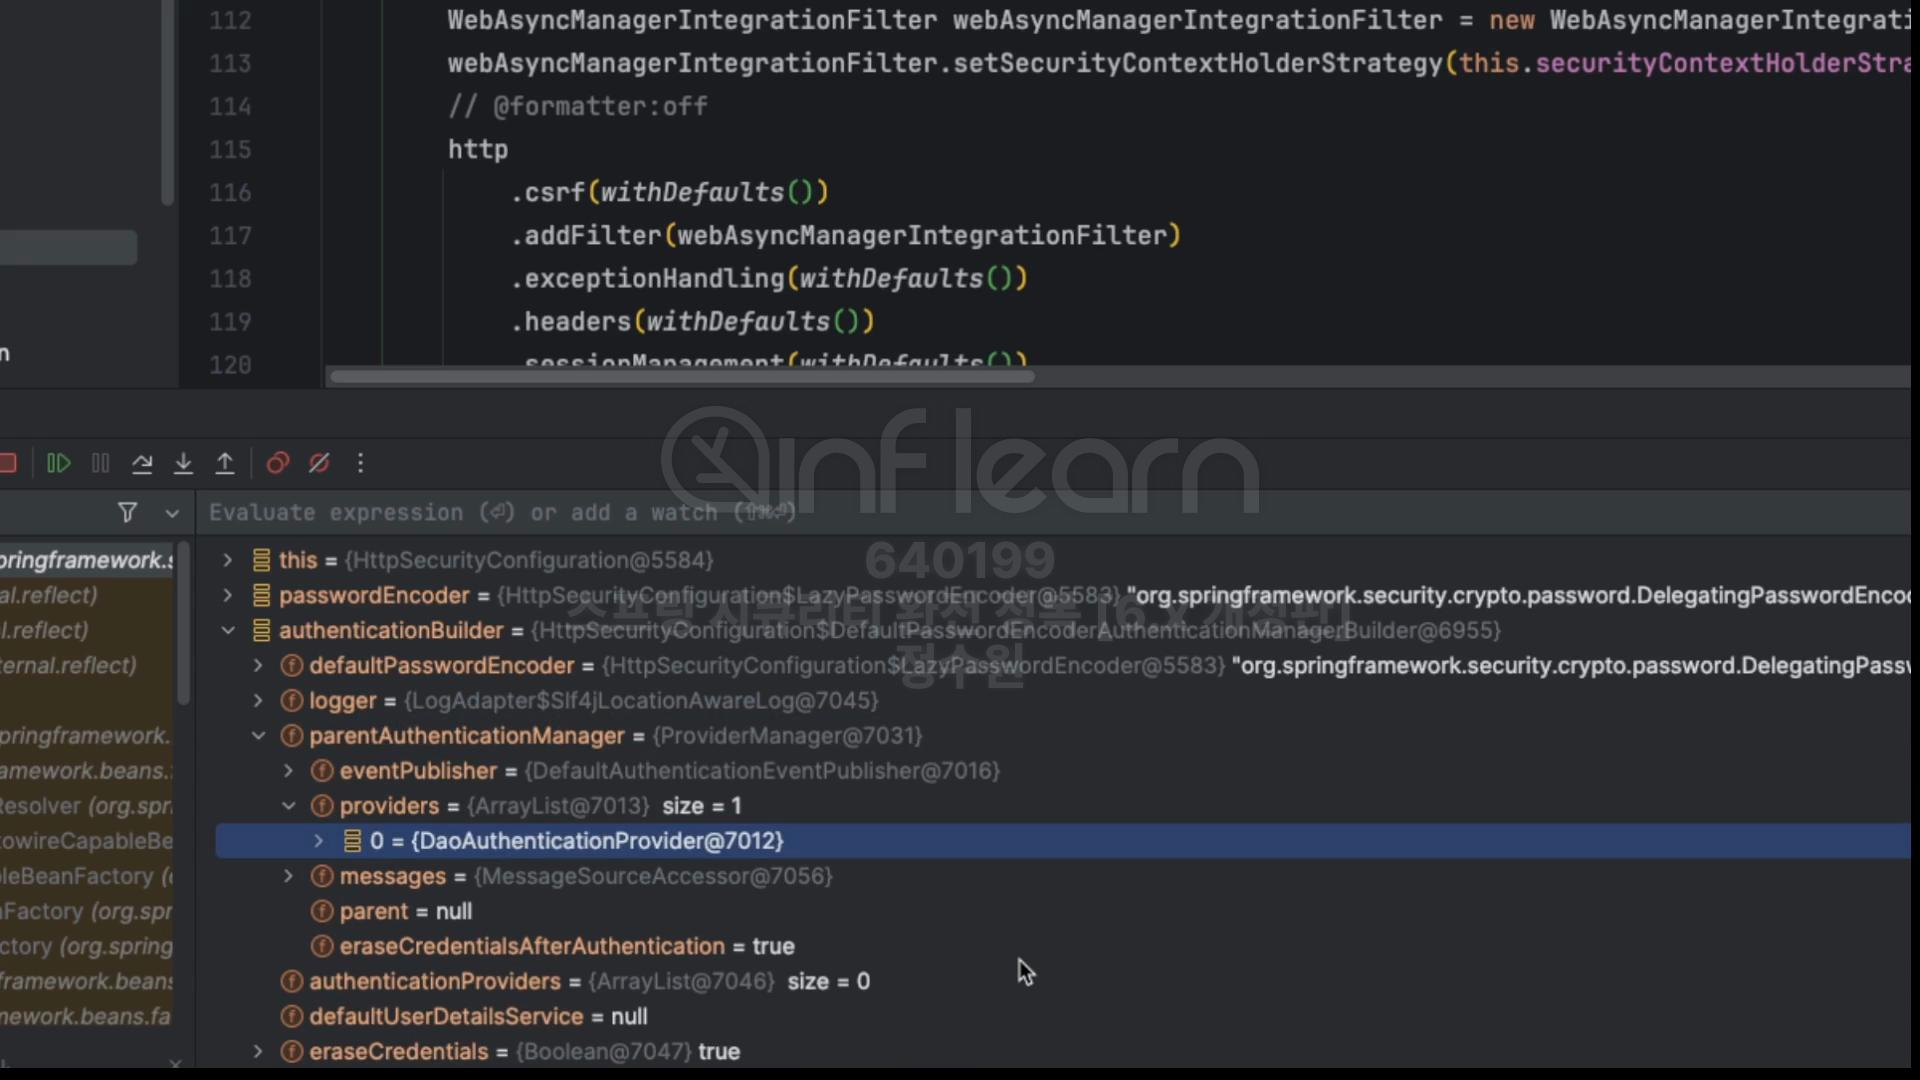 112 WebAsyncManagerIntegrationFilter webAsyncManagerIntegrationFilter = new WebAsyncManagerIntegrati
113 webAsyncManagerIntegrationFilter.setSecurityContextHolderStrategy(this.securityContextHolderStra
114 // @formatter:off
115 http
116 .csrf(withDefaults())
117 .addFilter(webAsyncManagerIntegrationFilter)
118 .exceptionHandling(withDefaults())
119 .headers(withDefaults())
n
120 .sessionManagement(withDefaults())
inflearn
Evaluate expression (⏎) or add a watch (⇧⌘⏎)
640199
스프링 시큐리티 완전 정복 [6.x 개정판]
정수원
pringframework.s
al.reflect)
l.reflect)
ternal.reflect)
pringframework.
amework.beans.
Resolver (org.spr
towireCapableBe
leBeanFactory (
Factory (org.spr
ctory (org.spring
framework.beans
mework.beans.fa
this = {HttpSecurityConfiguration@5584}
passwordEncoder = {HttpSecurityConfiguration$LazyPasswordEncoder@5583} "org.springframework.security.crypto.password.DelegatingPasswordEnco
authenticationBuilder = {HttpSecurityConfiguration$DefaultPasswordEncoderAuthenticationManagerBuilder@6955}
defaultPasswordEncoder = {HttpSecurityConfiguration$LazyPasswordEncoder@5583} "org.springframework.security.crypto.password.DelegatingPassw
logger = {LogAdapter$Slf4jLocationAwareLog@7045}
parentAuthenticationManager = {ProviderManager@7031}
eventPublisher = {DefaultAuthenticationEventPublisher@7016}
providers = {ArrayList@7013} size = 1
0 = {DaoAuthenticationProvider@7012}
messages = {MessageSourceAccessor@7056}
parent = null
eraseCredentialsAfterAuthentication = true
authenticationProviders = {ArrayList@7046} size = 0
defaultUserDetailsService = null
eraseCredentials = {Boolean@7047} true